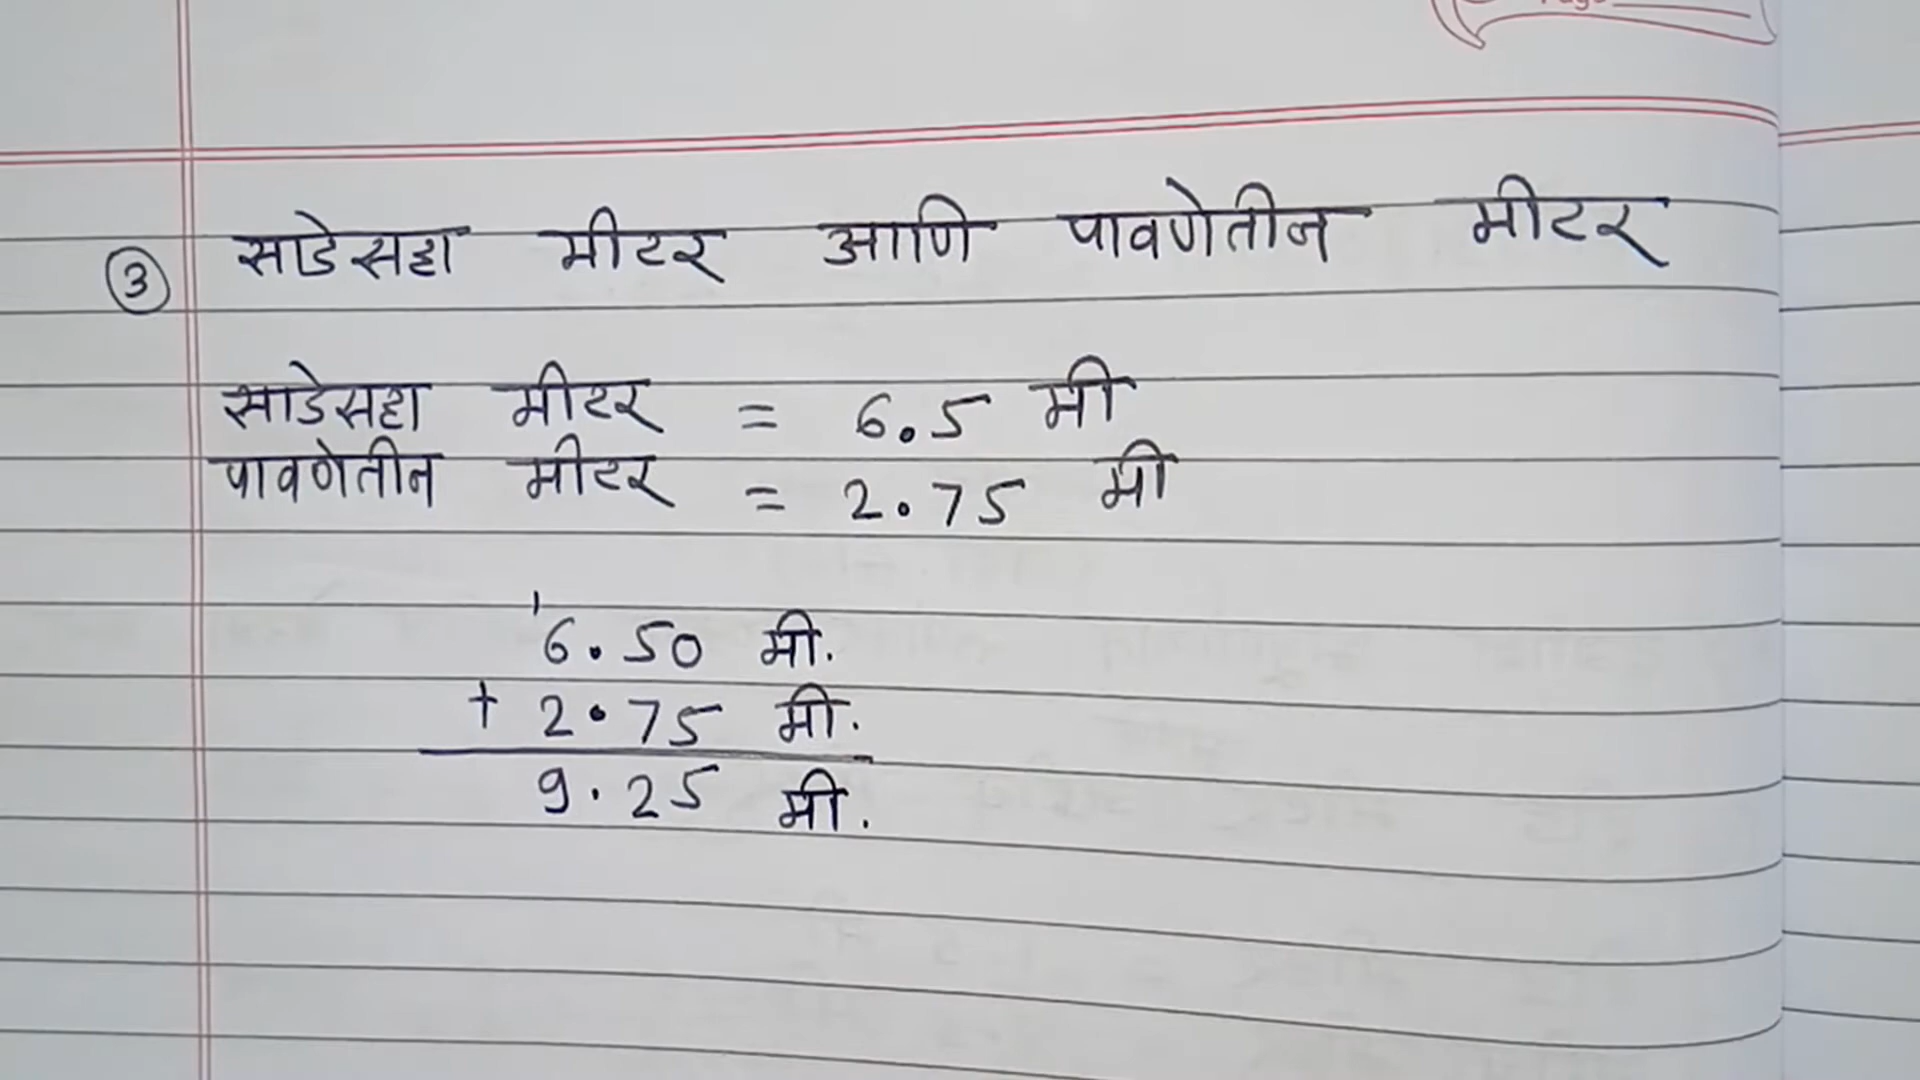 ③ साडेसहा मीटर आणि पावणेतीन मीटर
साडेसहा मीटर = 6.5 मी
पावणेतीन मीटर = 2.75 मी
1
6.50 मी.
+ 2.75 मी.
9.25 मी.